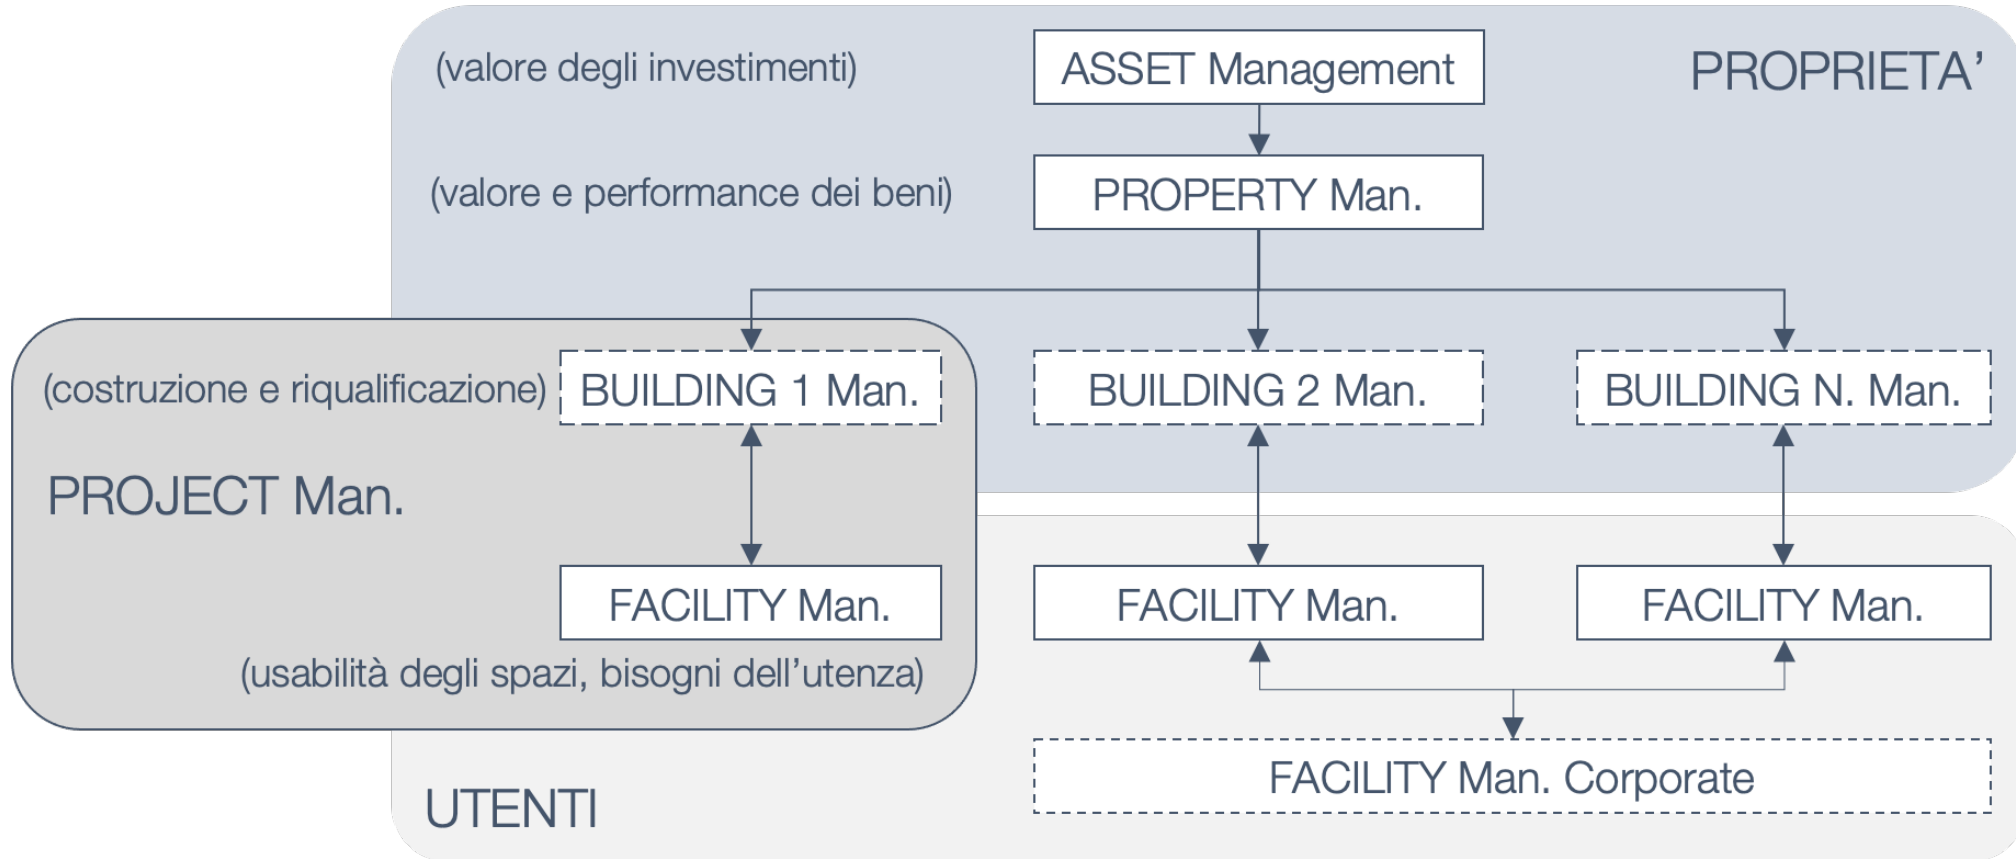 (valore degli investimenti)
ASSET Management
PROPRIETA’
(valore e performance dei beni)
PROPERTY Man.
(costruzione e riqualificazione)
BUILDING 1 Man.
BUILDING 2 Man.
BUILDING N. Man.
PROJECT Man.
FACILITY Man.
FACILITY Man.
FACILITY Man.
(usabilità degli spazi, bisogni dell’utenza)
FACILITY Man. Corporate
UTENTI